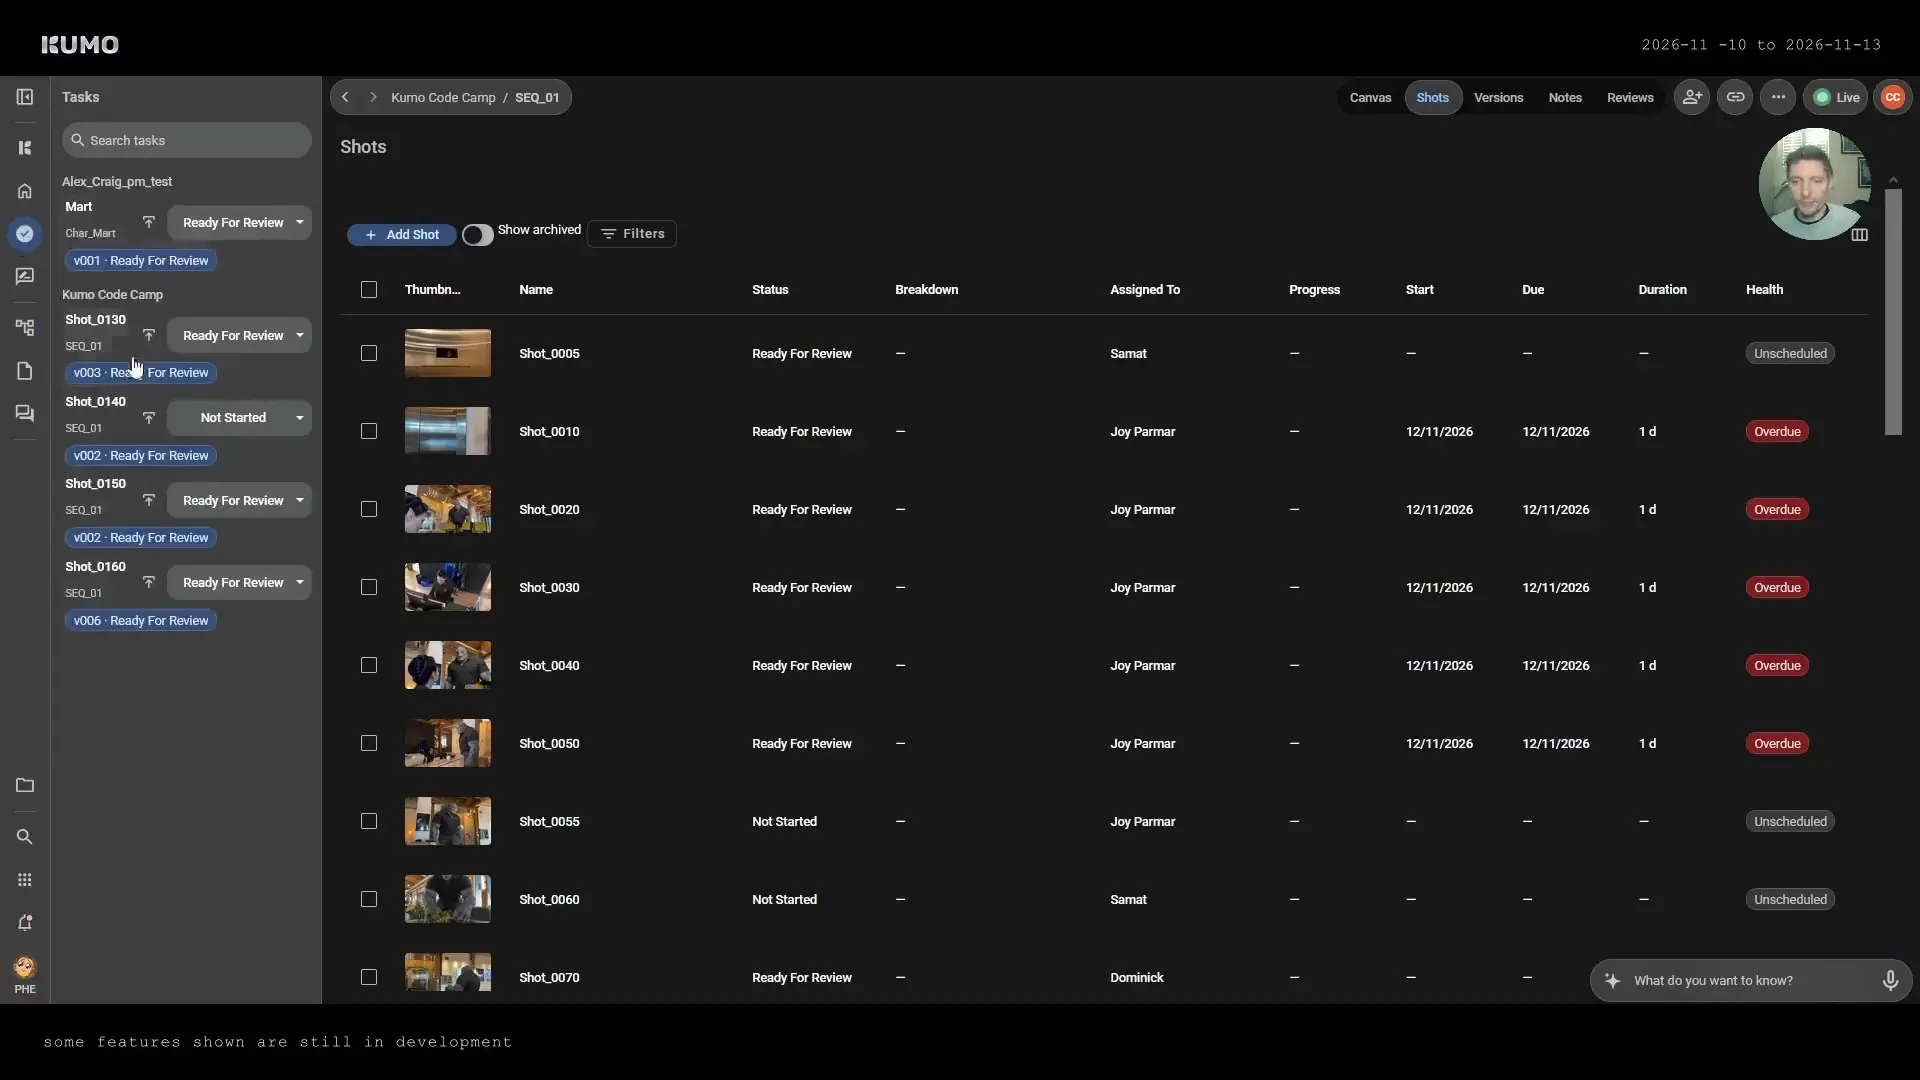 KUMO
2026-11 -10 to 2026-11-13
Tasks
Search tasks
Alex_Craig_pm_test
Mart
Char_Mart
Ready For Review
v001 · Ready For Review
Kumo Code Camp
Shot_0130
SEQ_01
Ready For Review
v003 · Ready For Review
Shot_0140
SEQ_01
Not Started
v002 · Ready For Review
Shot_0150
SEQ_01
Ready For Review
v002 · Ready For Review
Shot_0160
SEQ_01
Ready For Review
v006 · Ready For Review
PHE
Kumo Code Camp / SEQ_01
Canvas Shots Versions Notes Reviews Live CC
Shots
+ Add Shot Show archived Filters
Thumbn... Name Status Breakdown Assigned To Progress Start Due Duration Health
Shot_0005 Ready For Review — Samat — — — — Unscheduled
Shot_0010 Ready For Review — Joy Parmar — 12/11/2026 12/11/2026 1 d Overdue
Shot_0020 Ready For Review — Joy Parmar — 12/11/2026 12/11/2026 1 d Overdue
Shot_0030 Ready For Review — Joy Parmar — 12/11/2026 12/11/2026 1 d Overdue
Shot_0040 Ready For Review — Joy Parmar — 12/11/2026 12/11/2026 1 d Overdue
Shot_0050 Ready For Review — Joy Parmar — 12/11/2026 12/11/2026 1 d Overdue
Shot_0055 Not Started — Joy Parmar — — — — Unscheduled
Shot_0060 Not Started — Samat — — — — Unscheduled
Shot_0070 Ready For Review — Dominick — — —
What do you want to know?
some features shown are still in development